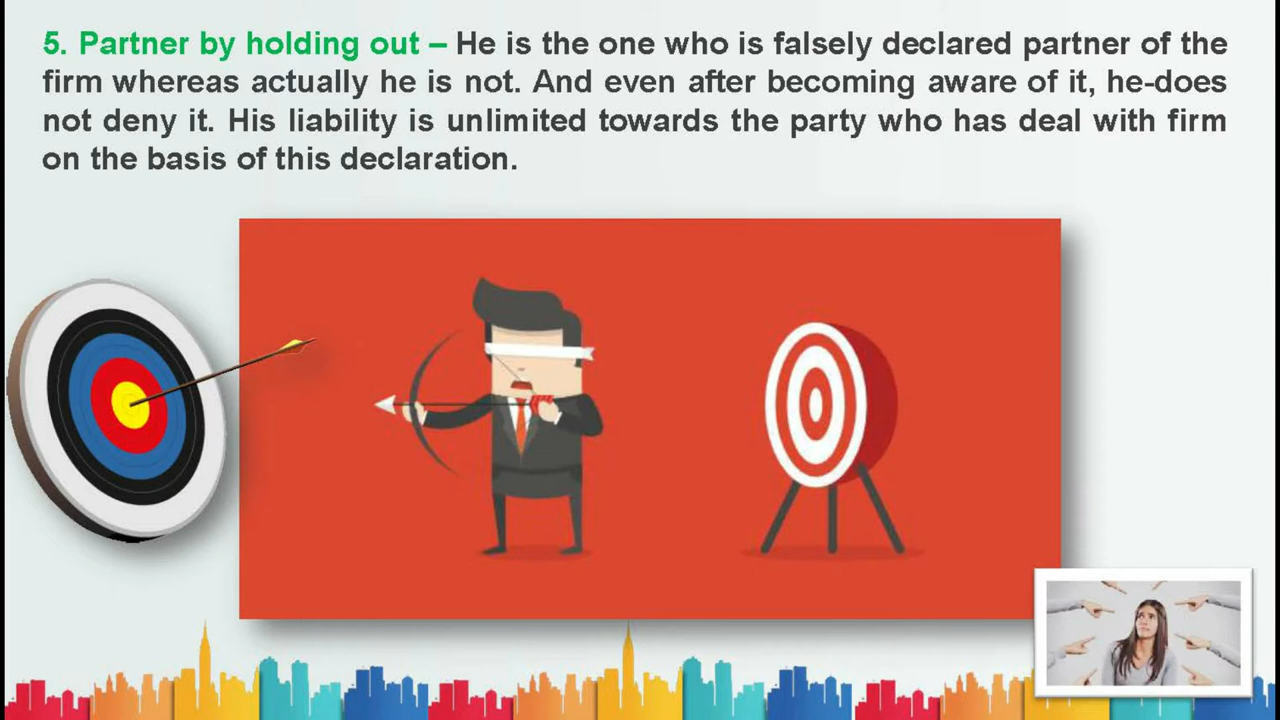 5. Partner by holding out – He is the one who is falsely declared partner of the
firm whereas actually he is not. And even after becoming aware of it, he-does
not deny it. His liability is unlimited towards the party who has deal with firm
on the basis of this declaration.